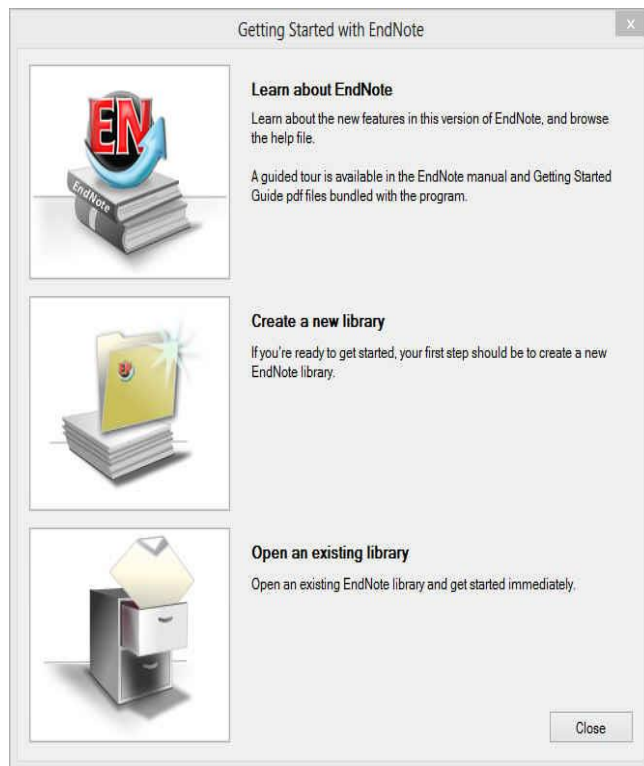 Getting Started with EndNote
x
EN
EndNote
Learn about EndNote
Learn about the new features in this version of EndNote, and browse
the help file.
A guided tour is available in the EndNote manual and Getting Started
Guide pdf files bundled with the program.
EN
Create a new library
If you're ready to get started, your first step should be to create a new
EndNote library.
Open an existing library
Open an existing EndNote library and get started immediately.
Close